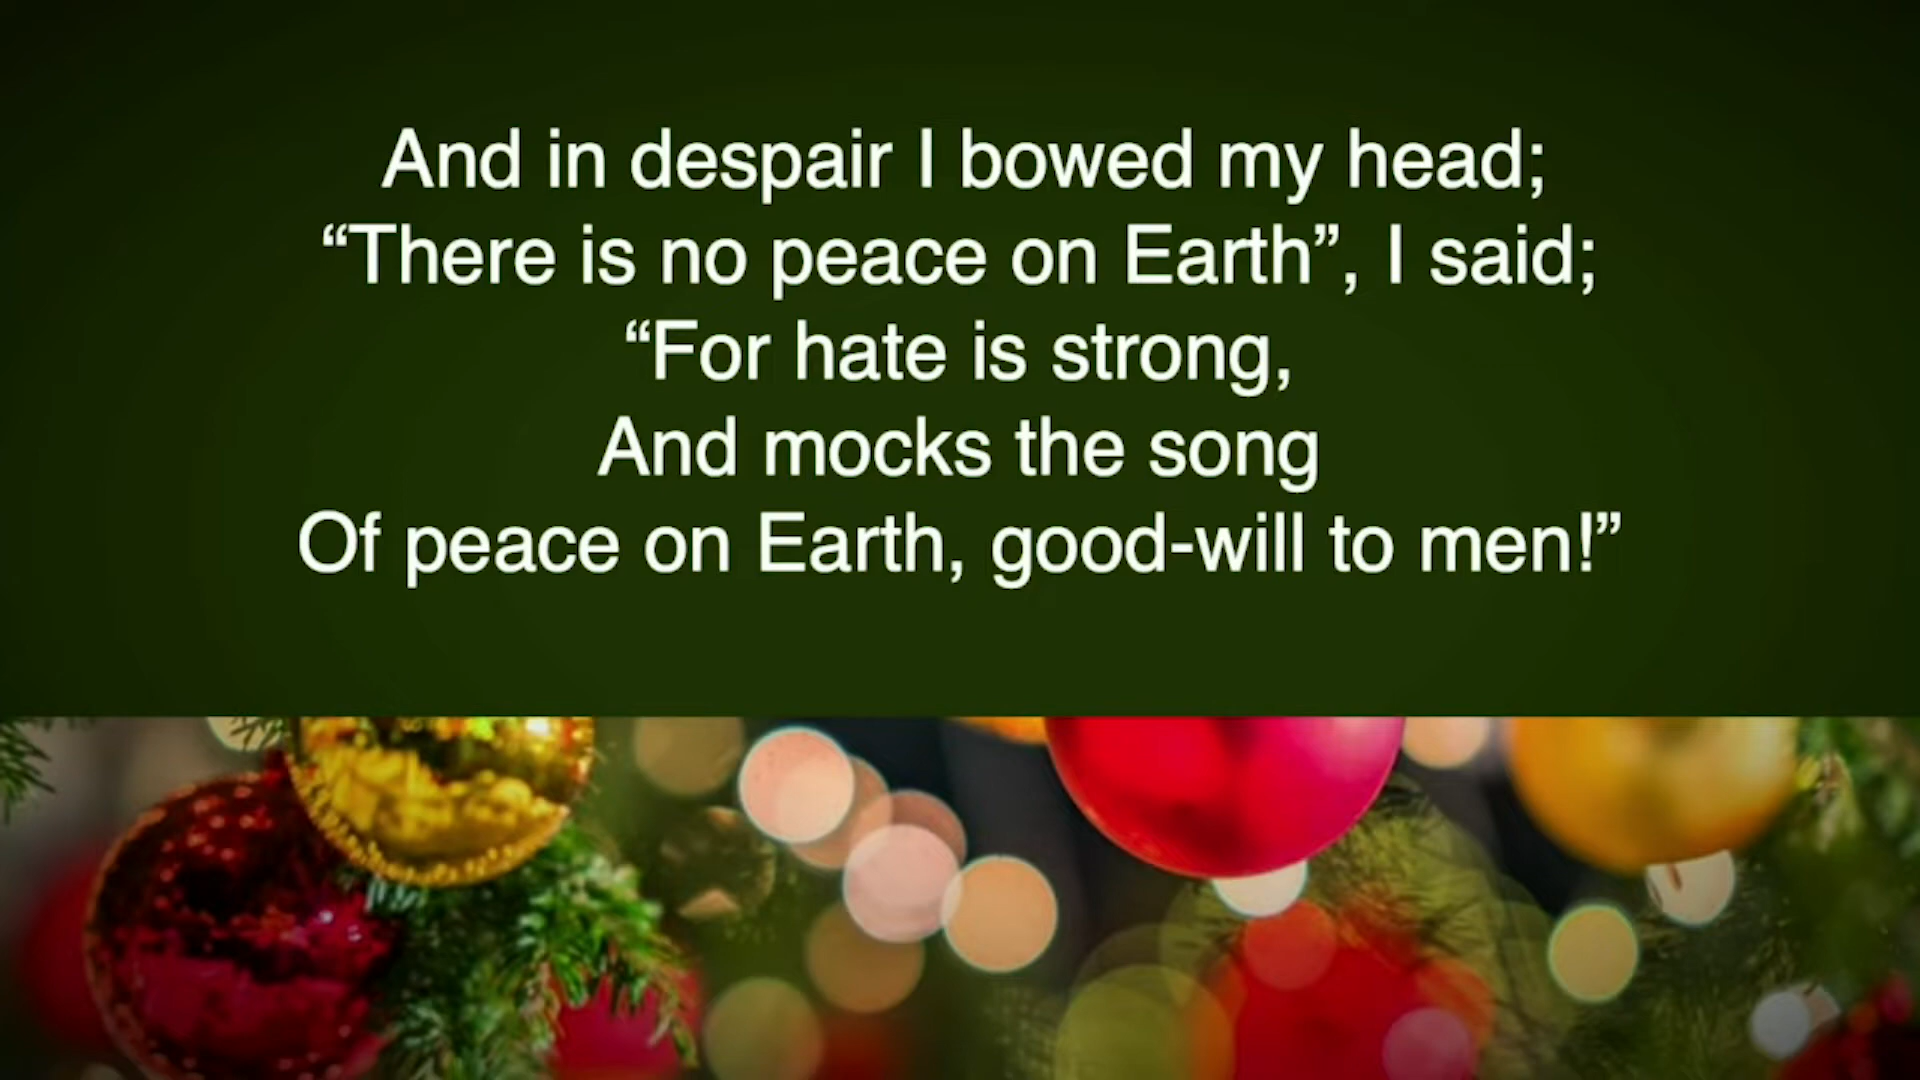 And in despair I bowed my head;
“There is no peace on Earth”, I said;
“For hate is strong,
And mocks the song
Of peace on Earth, good-will to men!”